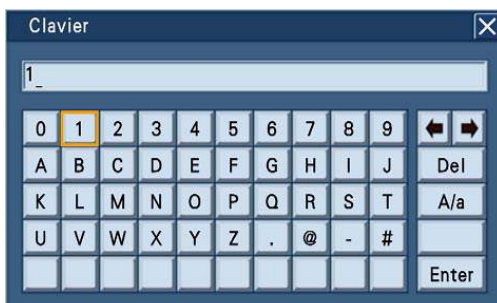 Clavier X
1_
0 1 2 3 4 5 6 7 8 9
A B C D E F G H I J Del
K L M N O P Q R S T A/a
U V W X Y Z . @ - #
Enter